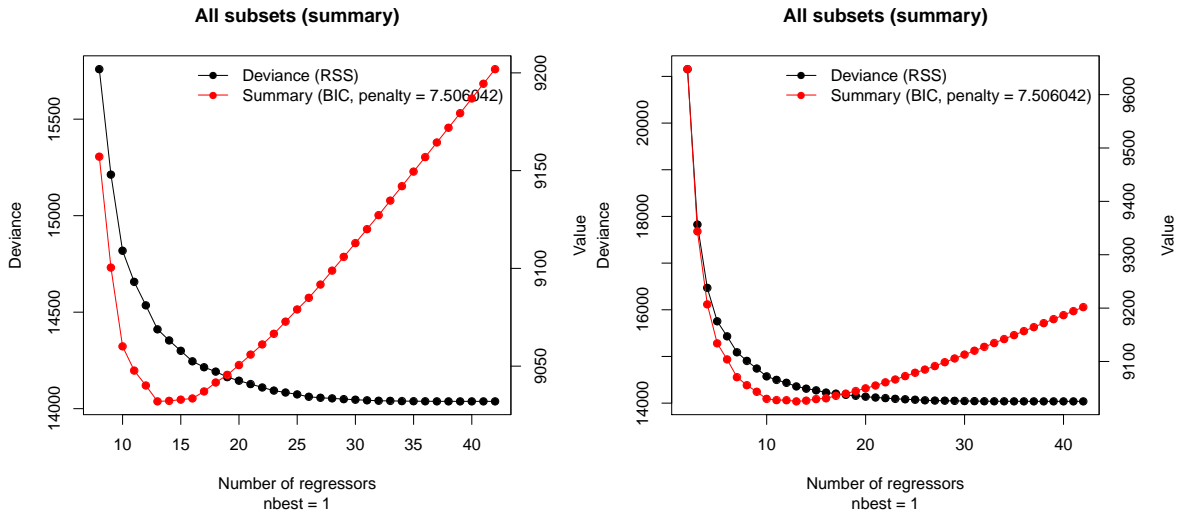 All subsets (summary)
Deviance (RSS)
Summary (BIC, penalty = 7.506042)
Deviance
14000
14500
15000
15500
Value
9050
9100
9150
9200
10
15
20
25
30
35
40
Number of regressors
nbest = 1
All subsets (summary)
Deviance (RSS)
Summary (BIC, penalty = 7.506042)
Deviance
14000
16000
18000
20000
Value
9100
9200
9300
9400
9500
9600
10
20
30
40
Number of regressors
nbest = 1